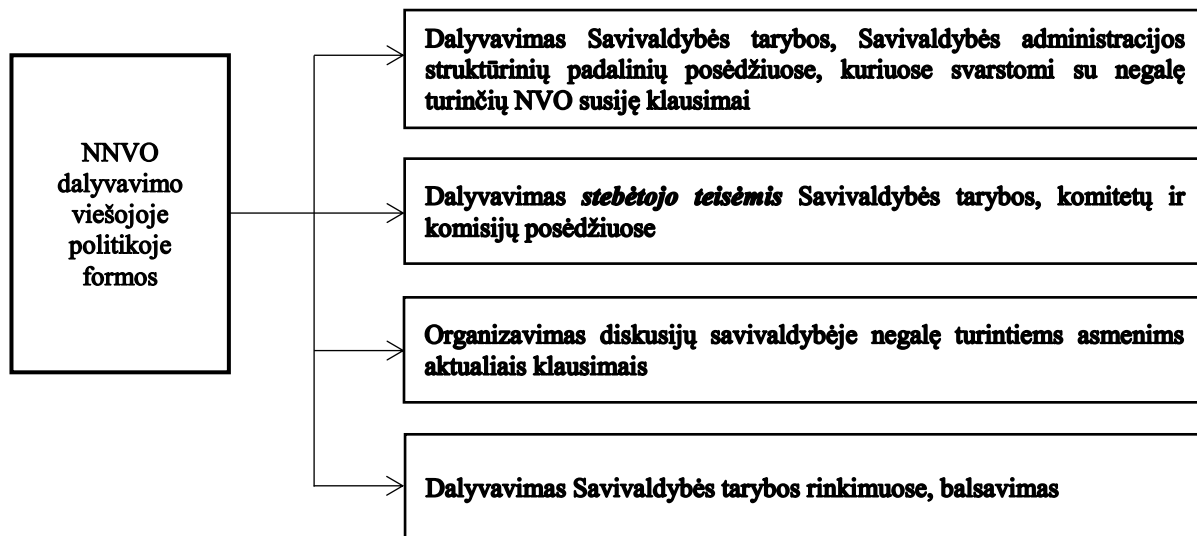 NNVO
dalyvavimo
viešojoje
politikoje
formos
Dalyvavimas Savivaldybės tarybos, Savivaldybės administracijos
struktūrinių padalinių posėdžiuose, kuriuose svarstomi su negalę
turinčių NVO susiję klausimai
Dalyvavimas stebėtojo teisėmis Savivaldybės tarybos, komitetų ir
komisijų posėdžiuose
Organizavimas diskusijų savivaldybėje negalę turintiems asmenims
aktualiais klausimais
Dalyvavimas Savivaldybės tarybos rinkimuose, balsavimas